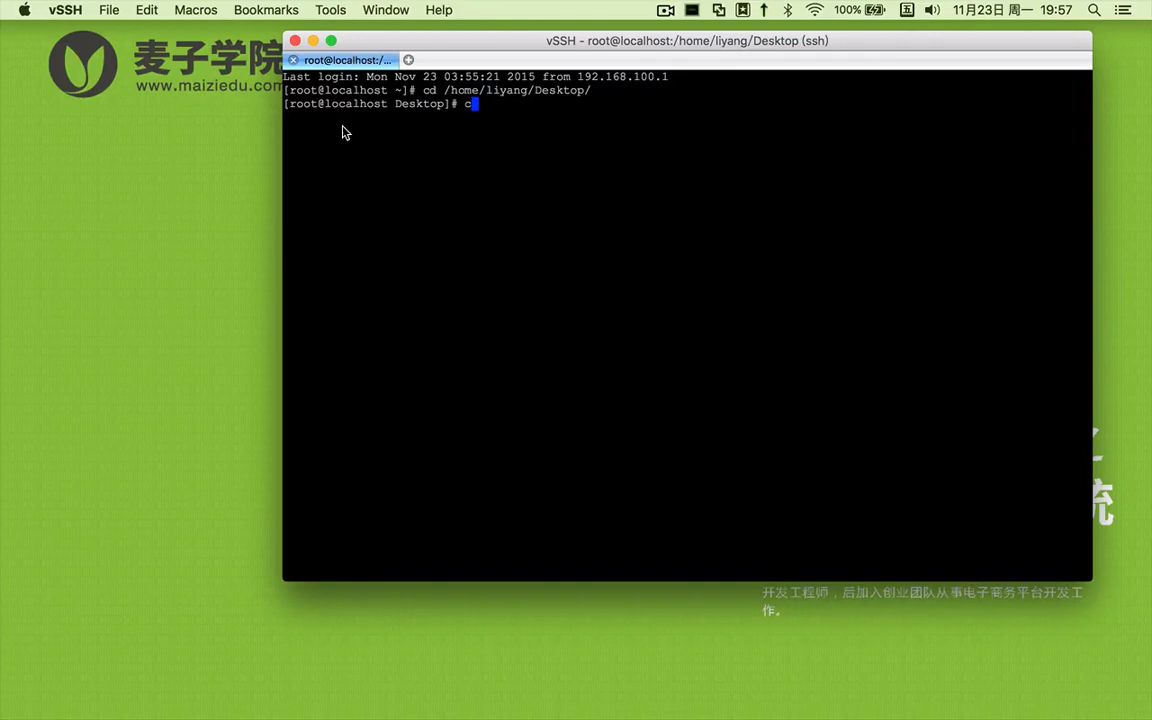 vSSH File Edit Macros Bookmarks Tools Window Help 100% 五 11月23日 周一 19:57
麦子学院
www.maiziedu.com
vSSH - root@localhost:/home/liyang/Desktop (ssh)
root@localhost:/...
Last login: Mon Nov 23 03:55:21 2015 from 192.168.100.1
[root@localhost ~]# cd /home/liyang/Desktop/
[root@localhost Desktop]# c
统
开发工程师，后加入创业团队从事电子商务平台开发工
作。